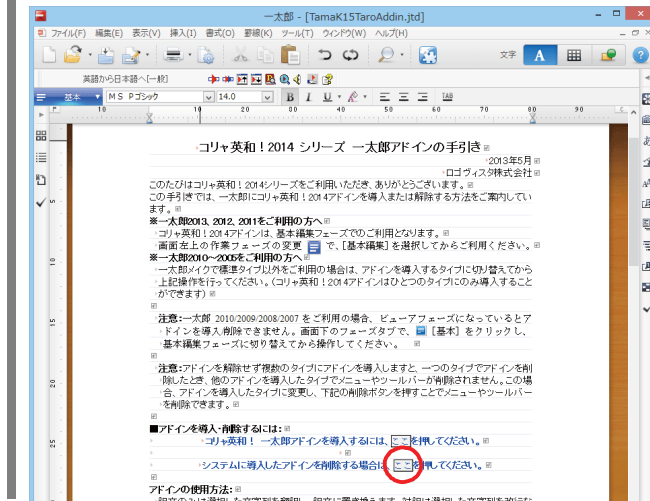 一太郎 - [TamaK15TaroAddin.jtd]
ファイル(F) 編集(E) 表示(V) 挿入(I) 書式(O) 罫線(K) ツール(T) ウィンドウ(W) ヘルプ(H)
文字 A
英語から日本語へ[一般]
基本 MS Pゴシック 14.0 B I U
10 10 20 30 40 50 60 70 80 90
コリャ英和！2014 シリーズ 一太郎アドインの手引き
2013年5月
ロゴヴィスタ株式会社
このたびはコリャ英和！2014シリーズをご利用いただき、ありがとうございます。
この手引きでは、一太郎にコリャ英和！2014アドインを導入または解除する方法をご案内してい
ます。
※一太郎2013、2012、2011をご利用の方へ
コリャ英和！2014アドインは、基本編集フェーズでのご利用となります。
画面左上の作業フェーズの変更 で、[基本編集]を選択してからご利用ください。
※一太郎2010～2005をご利用の方へ
一太郎メイクで標準タイプ以外をご利用の場合は、アドインを導入するタイプに切り替えてから
上記操作を行ってください。(コリャ英和！2014アドインはひとつのタイプにのみ導入すること
ができます)
注意:一太郎 2010/2009/2008/2007 をご利用の場合、ビューアフェーズになっているとア
ドインを導入/削除できません。画面下のフェーズタブで、 [基本] をクリックし、
基本編集フェーズに切り替えてから操作してください。
注意:アドインを解除せず複数のタイプにアドインを導入しますと、一つのタイプでアドインを削
除したとき、他のアドインを導入したタイプでメニューやツールバーが削除されません。この場
合、アドインを導入したタイプに変更し、下記の削除ボタンを押すことでメニューやツールバー
を削除できます。
■アドインを導入・削除するには:
コリャ英和！ 一太郎アドインを導入するには、ここを押してください。
システムに導入したアドインを削除する場合は、ここを押してください。
アドインの使用方法: